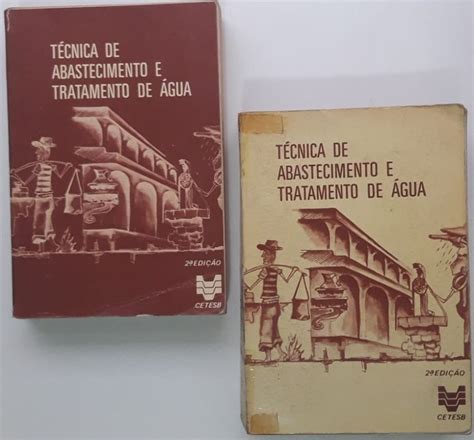 TÉCNICA DE
ABASTECIMENTO E
TRATAMENTO DE ÁGUA
2ª EDIÇÃO
CETESB
TÉCNICA DE
ABASTECIMENTO E
TRATAMENTO DE ÁGUA
2ª EDIÇÃO
CETESB